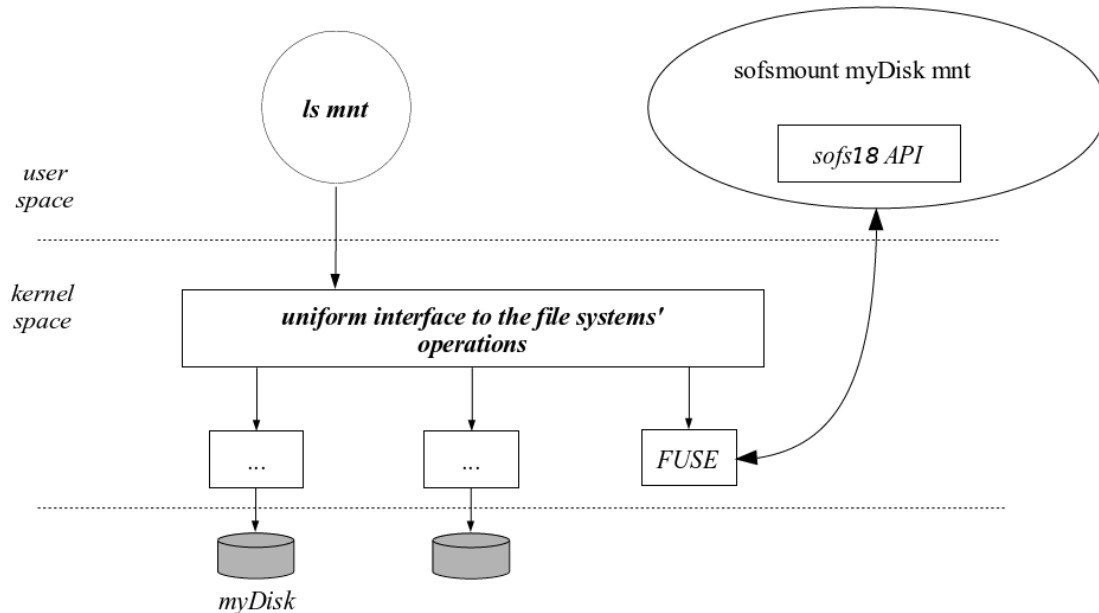 ls mnt
sofsmount myDisk mnt
sofs18 API
user
space
kernel
space
uniform interface to the file systems'
operations
...
...
FUSE
myDisk